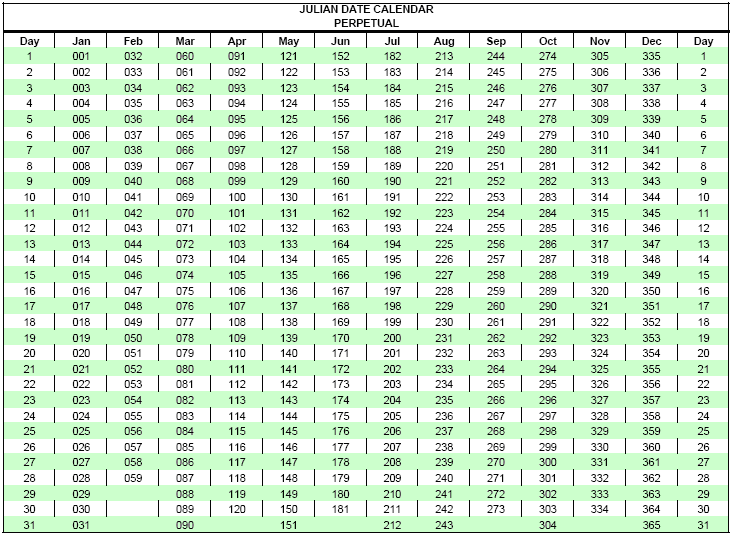 JULIAN DATE CALENDAR
PERPETUAL
Day Jan Feb Mar Apr May Jun Jul Aug Sep Oct Nov Dec Day
1 001 032 060 091 121 152 182 213 244 274 305 335 1
2 002 033 061 092 122 153 183 214 245 275 306 336 2
3 003 034 062 093 123 154 184 215 246 276 307 337 3
4 004 035 063 094 124 155 185 216 247 277 308 338 4
5 005 036 064 095 125 156 186 217 248 278 309 339 5
6 006 037 065 096 126 157 187 218 249 279 310 340 6
7 007 038 066 097 127 158 188 219 250 280 311 341 7
8 008 039 067 098 128 159 189 220 251 281 312 342 8
9 009 040 068 099 129 160 190 221 252 282 313 343 9
10 010 041 069 100 130 161 191 222 253 283 314 344 10
11 011 042 070 101 131 162 192 223 254 284 315 345 11
12 012 043 071 102 132 163 193 224 255 285 316 346 12
13 013 044 072 103 133 164 194 225 256 286 317 347 13
14 014 045 073 104 134 165 195 226 257 287 318 348 14
15 015 046 074 105 135 166 196 227 258 288 319 349 15
16 016 047 075 106 136 167 197 228 259 289 320 350 16
17 017 048 076 107 137 168 198 229 260 290 321 351 17
18 018 049 077 108 138 169 199 230 261 291 322 352 18
19 019 050 078 109 139 170 200 231 262 292 323 353 19
20 020 051 079 110 140 171 201 232 263 293 324 354 20
21 021 052 080 111 141 172 202 233 264 294 325 355 21
22 022 053 081 112 142 173 203 234 265 295 326 356 22
23 023 054 082 113 143 174 204 235 266 296 327 357 23
24 024 055 083 114 144 175 205 236 267 297 328 358 24
25 025 056 084 115 145 176 206 237 268 298 329 359 25
26 026 057 085 116 146 177 207 238 269 299 330 360 26
27 027 058 086 117 147 178 208 239 270 300 331 361 27
28 028 059 087 118 148 179 209 240 271 301 332 362 28
29 029 088 119 149 180 210 241 272 302 333 363 29
30 030 089 120 150 181 211 242 273 303 334 364 30
31 031 090 151 212 243 304 365 31